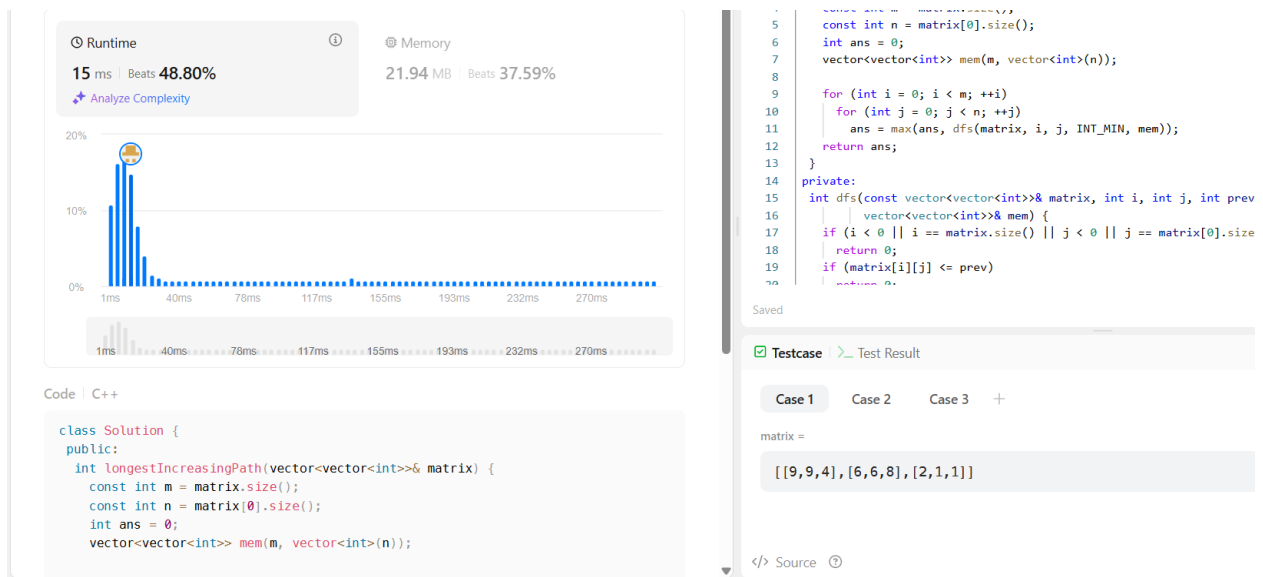 Runtime
15 ms Beats 48.80%
Analyze Complexity
Memory
21.94 MB Beats 37.59%
20%
10%
0%
1ms 40ms 78ms 117ms 155ms 193ms 232ms 270ms
1ms 40ms 78ms 117ms 155ms 193ms 232ms 270ms
Code C++
class Solution {
public:
int longestIncreasingPath(vector<vector<int>>& matrix) {
const int m = matrix.size();
const int n = matrix[0].size();
int ans = 0;
vector<vector<int>> mem(m, vector<int>(n));
4 const int m = matrix.size();
5 const int n = matrix[0].size();
6 int ans = 0;
7 vector<vector<int>> mem(m, vector<int>(n));
8
9 for (int i = 0; i < m; ++i)
10 for (int j = 0; j < n; ++j)
11 ans = max(ans, dfs(matrix, i, j, INT_MIN, mem));
12 return ans;
13 }
14 private:
15 int dfs(const vector<vector<int>>& matrix, int i, int j, int prev
16 vector<vector<int>>& mem) {
17 if (i < 0 || i == matrix.size() || j < 0 || j == matrix[0].size
18 return 0;
19 if (matrix[i][j] <= prev)
20 return 0;
Saved
Testcase
Test Result
Case 1 Case 2 Case 3 +
matrix =
[[9,9,4],[6,6,8],[2,1,1]]
</> Source